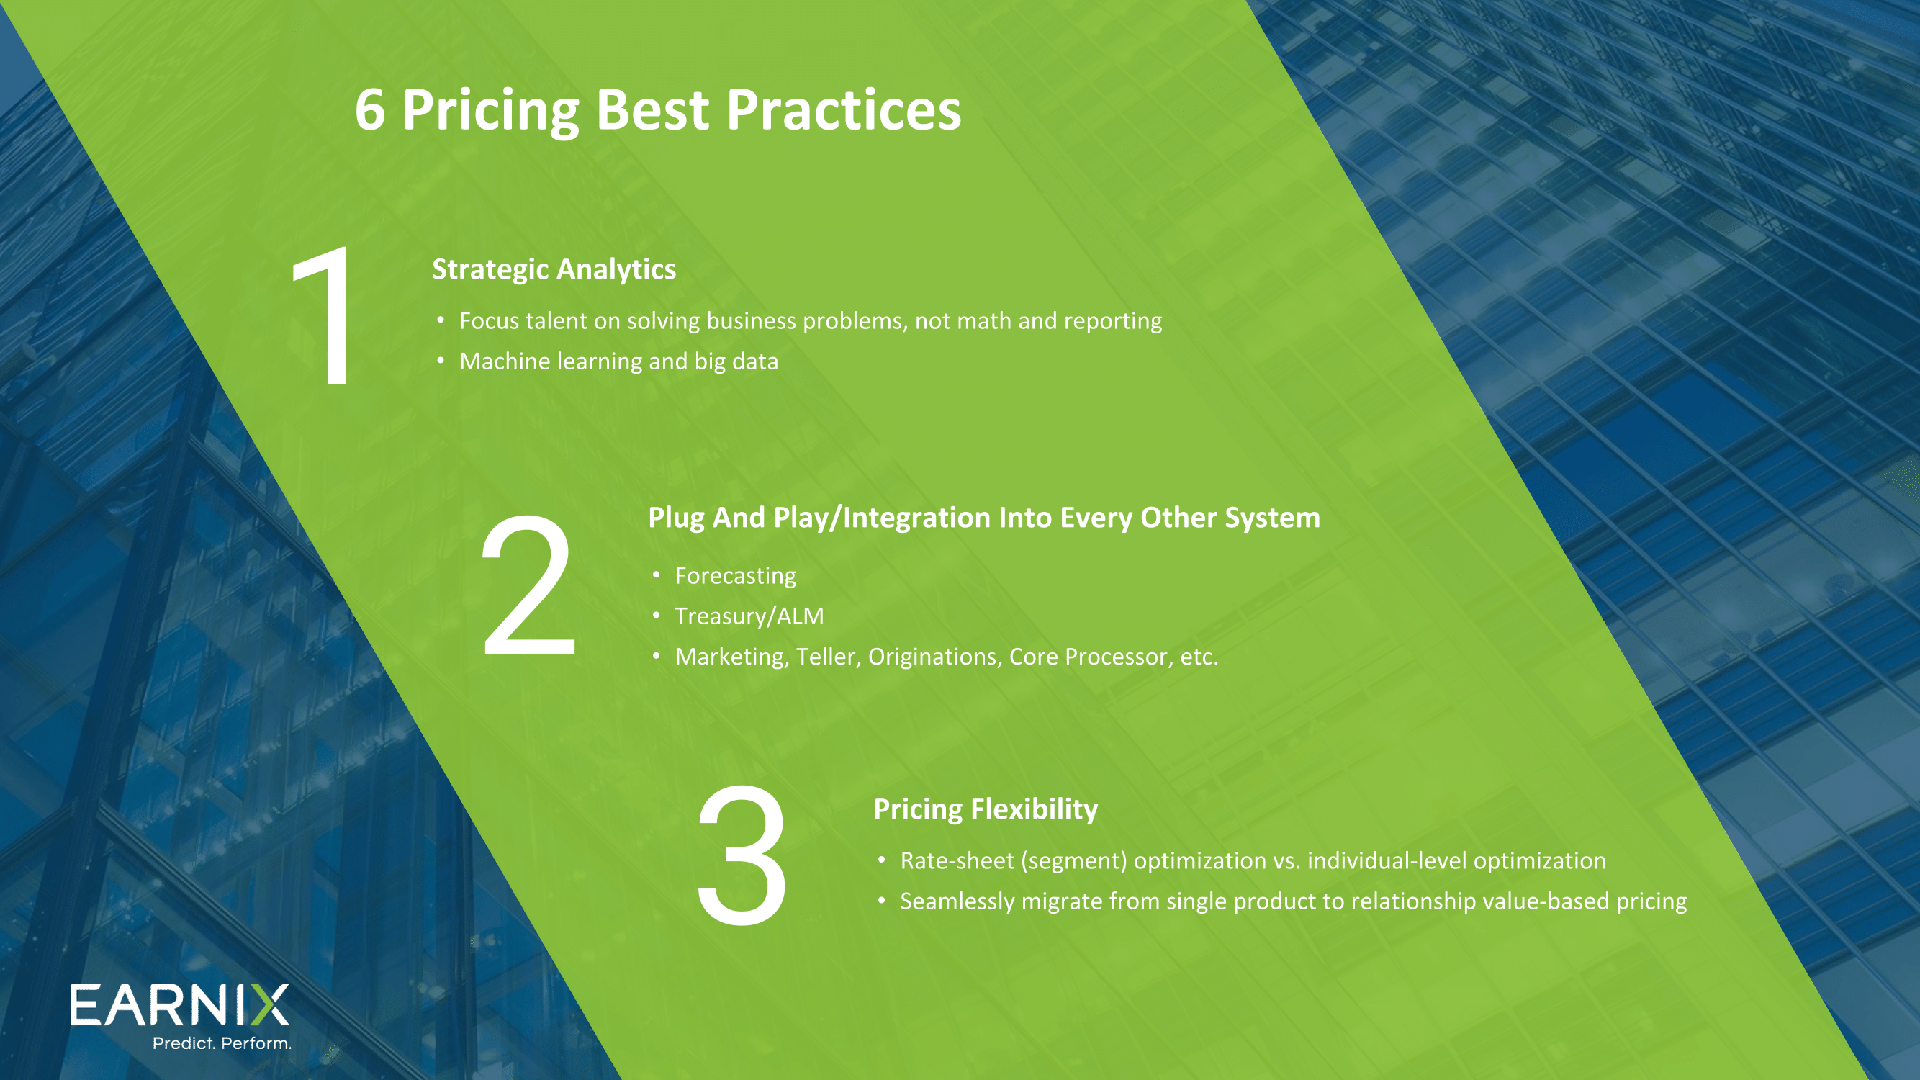 6 Pricing Best Practices
1
Strategic Analytics
• Focus talent on solving business problems, not math and reporting
• Machine learning and big data
2
Plug And Play/Integration Into Every Other System
• Forecasting
• Treasury/ALM
• Marketing, Teller, Originations, Core Processor, etc.
3
Pricing Flexibility
• Rate-sheet (segment) optimization vs. individual-level optimization
• Seamlessly migrate from single product to relationship value-based pricing
EARNIX
Predict. Perform.